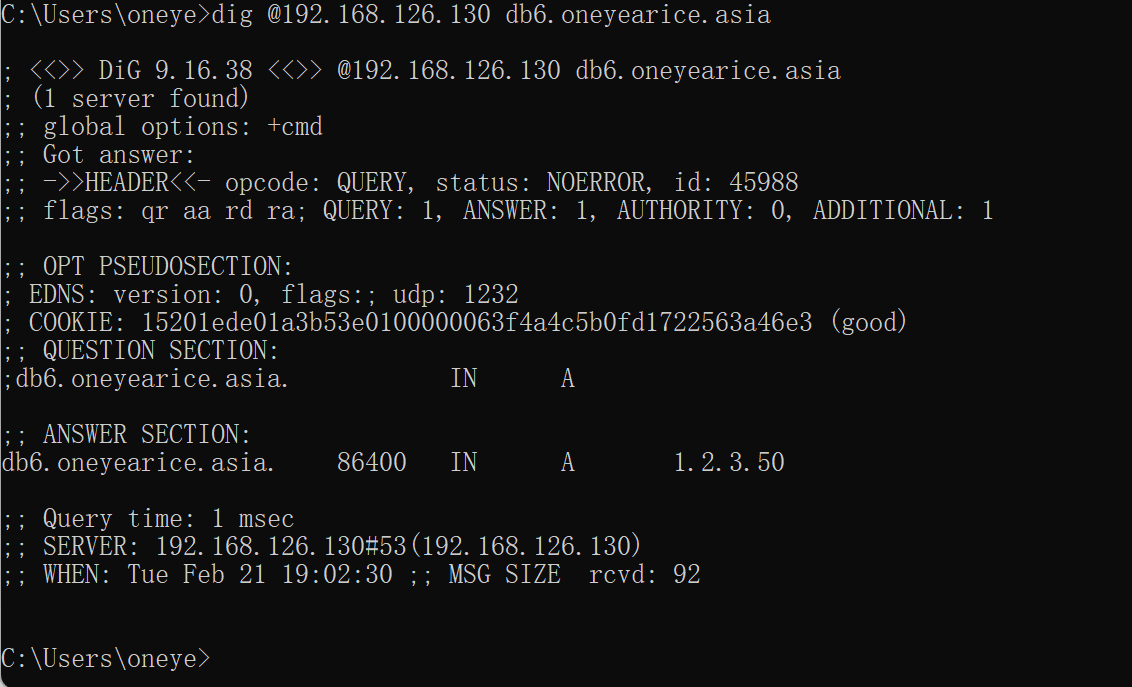 C:\Users\oneye>dig @192.168.126.130 db6.oneyearice.asia
; <<>> DiG 9.16.38 <<>> @192.168.126.130 db6.oneyearice.asia
; (1 server found)
;; global options: +cmd
;; Got answer:
;; ->>HEADER<<- opcode: QUERY, status: NOERROR, id: 45988
;; flags: qr aa rd ra; QUERY: 1, ANSWER: 1, AUTHORITY: 0, ADDITIONAL: 1
;; OPT PSEUDOSECTION:
; EDNS: version: 0, flags:; udp: 1232
; COOKIE: 15201ede01a3b53e0100000063f4a4c5b0fd1722563a46e3 (good)
;; QUESTION SECTION:
;db6.oneyearice.asia. IN A
;; ANSWER SECTION:
db6.oneyearice.asia. 86400 IN A 1.2.3.50
;; Query time: 1 msec
;; SERVER: 192.168.126.130#53(192.168.126.130)
;; WHEN: Tue Feb 21 19:02:30 ;; MSG SIZE rcvd: 92
C:\Users\oneye>